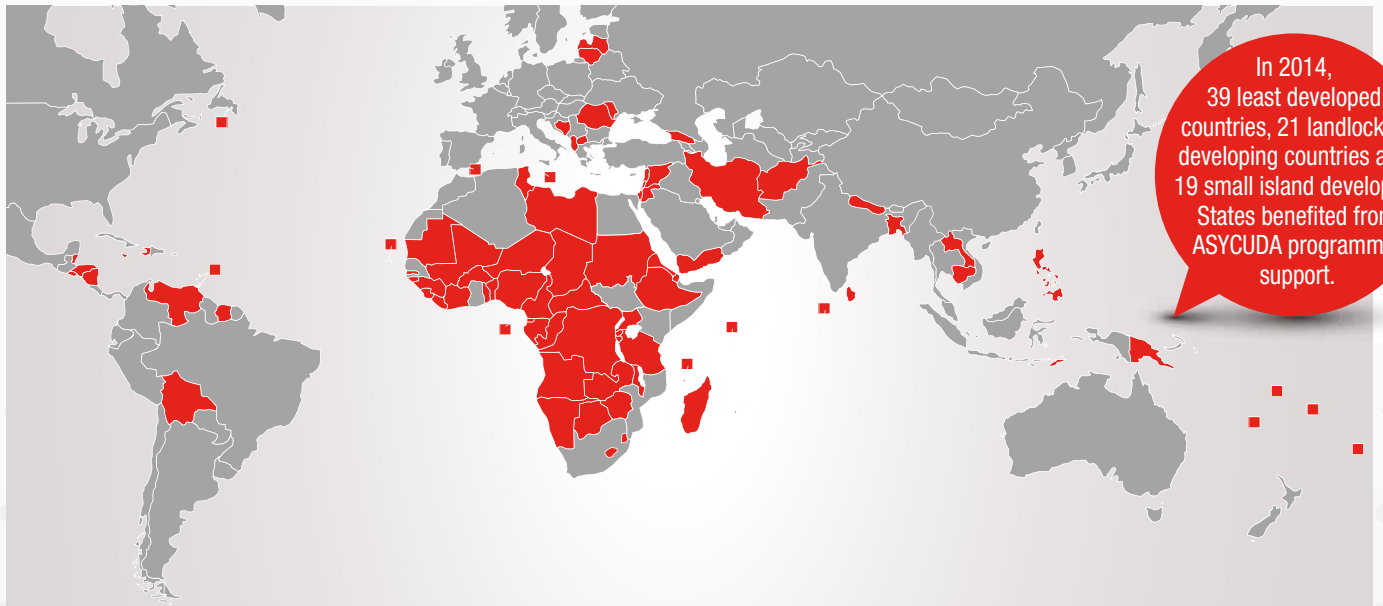 In 2014,
39 least developed
countries, 21 landlock
developing countries a
19 small island develop
States benefited fro
ASYCUDA programm
support.